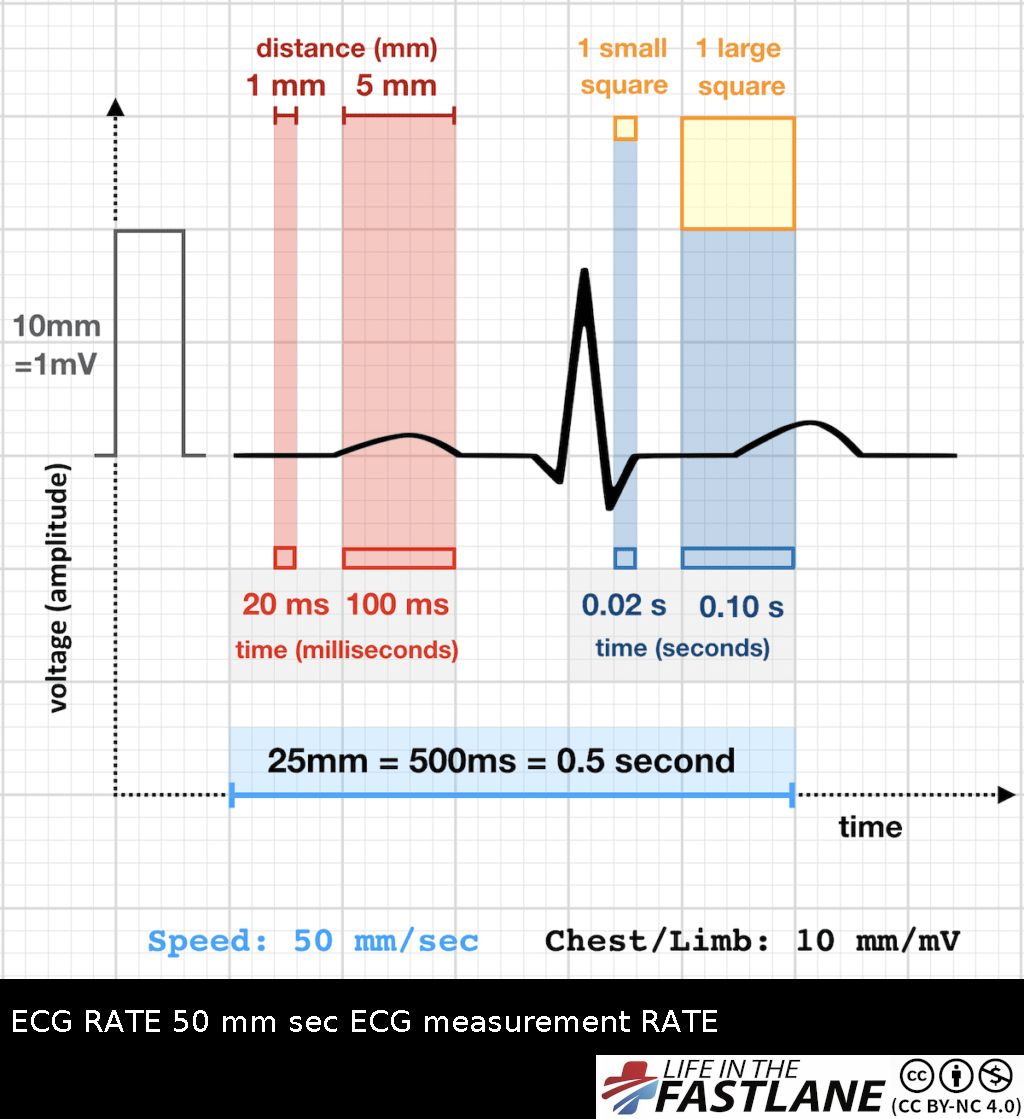 distance (mm)
1 mm 5 mm
1 small 1 large
square square
10mm
=1mV
voltage (amplitude)
20 ms 100 ms
time (milliseconds)
0.02 s 0.10 s
time (seconds)
25mm = 500ms = 0.5 second
time
Speed: 50 mm/sec Chest/Limb: 10 mm/mV
ECG RATE 50 mm sec ECG measurement RATE
LIFE IN THE
FASTLANE
cc
(CC BY-NC 4.0)